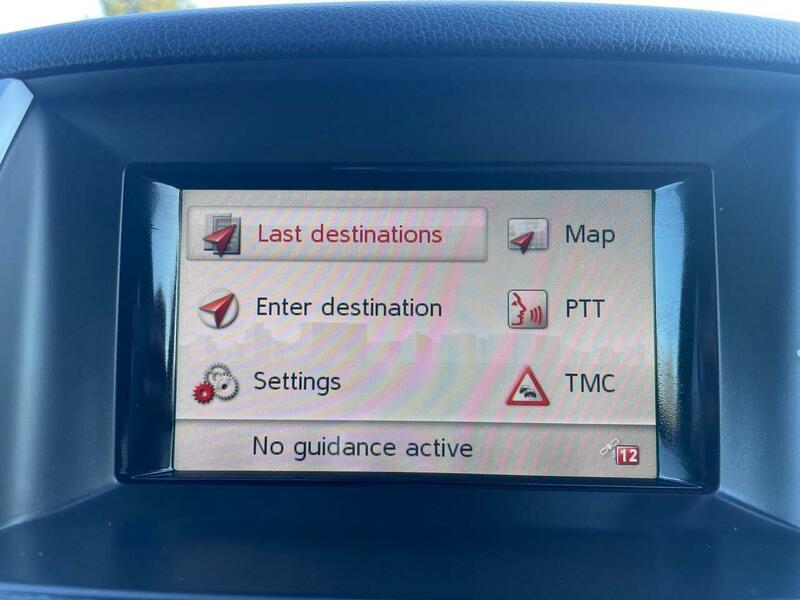 Last destinations
Map
Enter destination
PTT
Settings
TMC
No guidance active
12